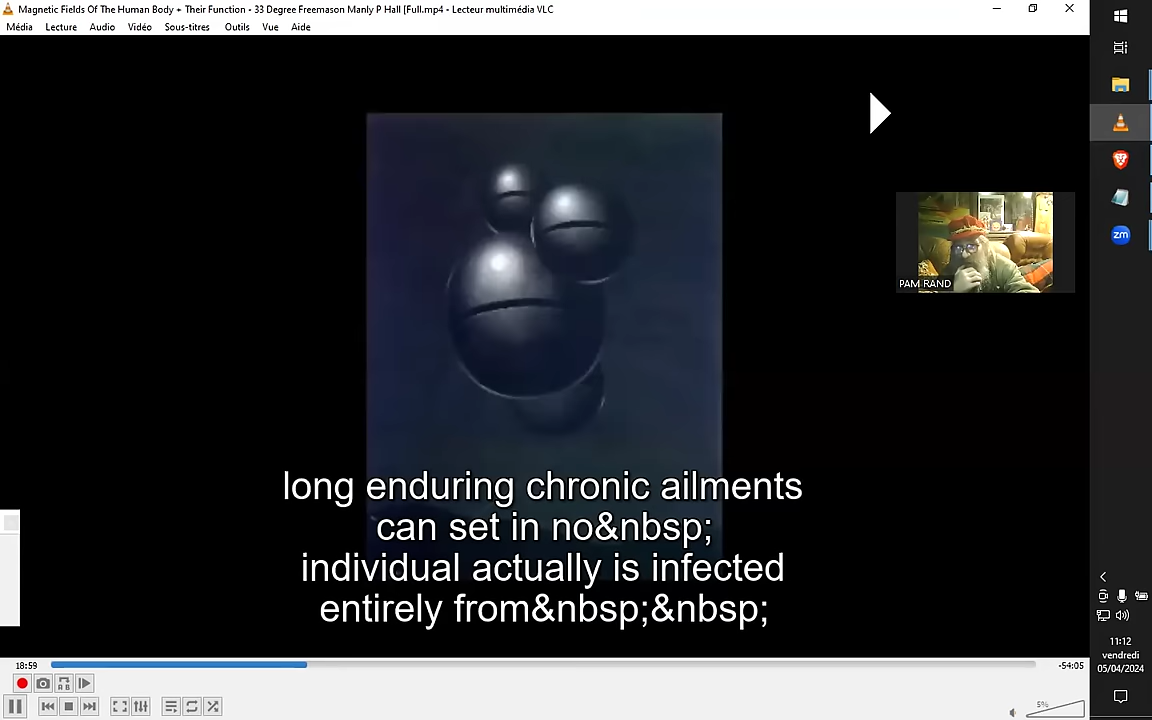 Magnetic Fields Of The Human Body + Their Function - 33 Degree Freemason Manly P Hall [Full.mp4 - Lecteur multimédia VLC
Média Lecture Audio Vidéo Sous-titres Outils Vue Aide
PAM RAND
zm
long enduring chronic ailments
can set in no&nbsp;
individual actually is infected
entirely from&nbsp;&nbsp;
18:59
-54:05
5%
11:12
vendredi
05/04/2024